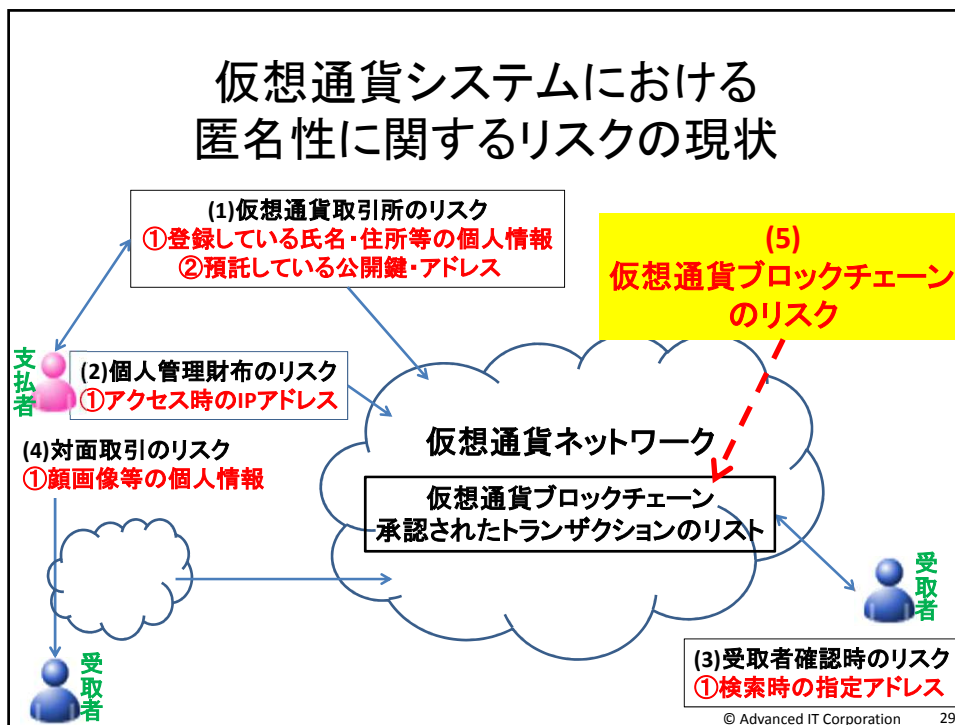 仮想通貨システムにおける
匿名性に関するリスクの現状
(1)仮想通貨取引所のリスク
①登録している氏名・住所等の個人情報
②預託している公開鍵・アドレス
(5)
仮想通貨ブロックチェーン
のリスク
支払者
(2)個人管理財布のリスク
①アクセス時のIPアドレス
(4)対面取引のリスク
①顔画像等の個人情報
仮想通貨ネットワーク
仮想通貨ブロックチェーン
承認されたトランザクションのリスト
受取者
受取者
(3)受取者確認時のリスク
①検索時の指定アドレス
© Advanced IT Corporation 29